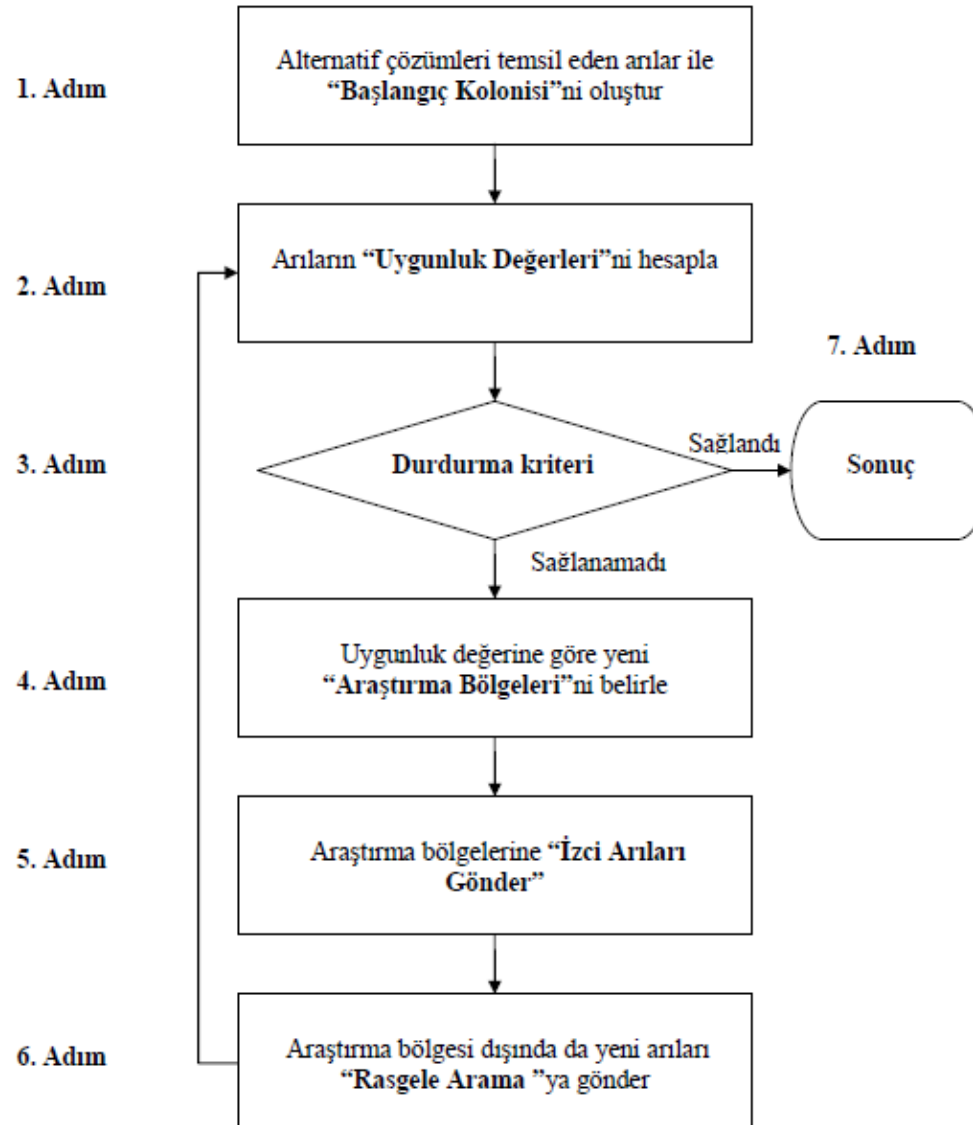 1. Adım
Alternatif çözümleri temsil eden arılar ile
“Başlangıç Kolonisi”ni oluştur
2. Adım
Arıların “Uygunluk Değerleri”ni hesapla
7. Adım
3. Adım
Durdurma kriteri
Sağlandı
Sonuç
Sağlanamadı
4. Adım
Uygunluk değerine göre yeni
“Araştırma Bölgeleri”ni belirle
5. Adım
Araştırma bölgelerine “İzci Arıları
Gönder”
6. Adım
Araştırma bölgesi dışında da yeni arıları
“Rasgele Arama ”ya gönder